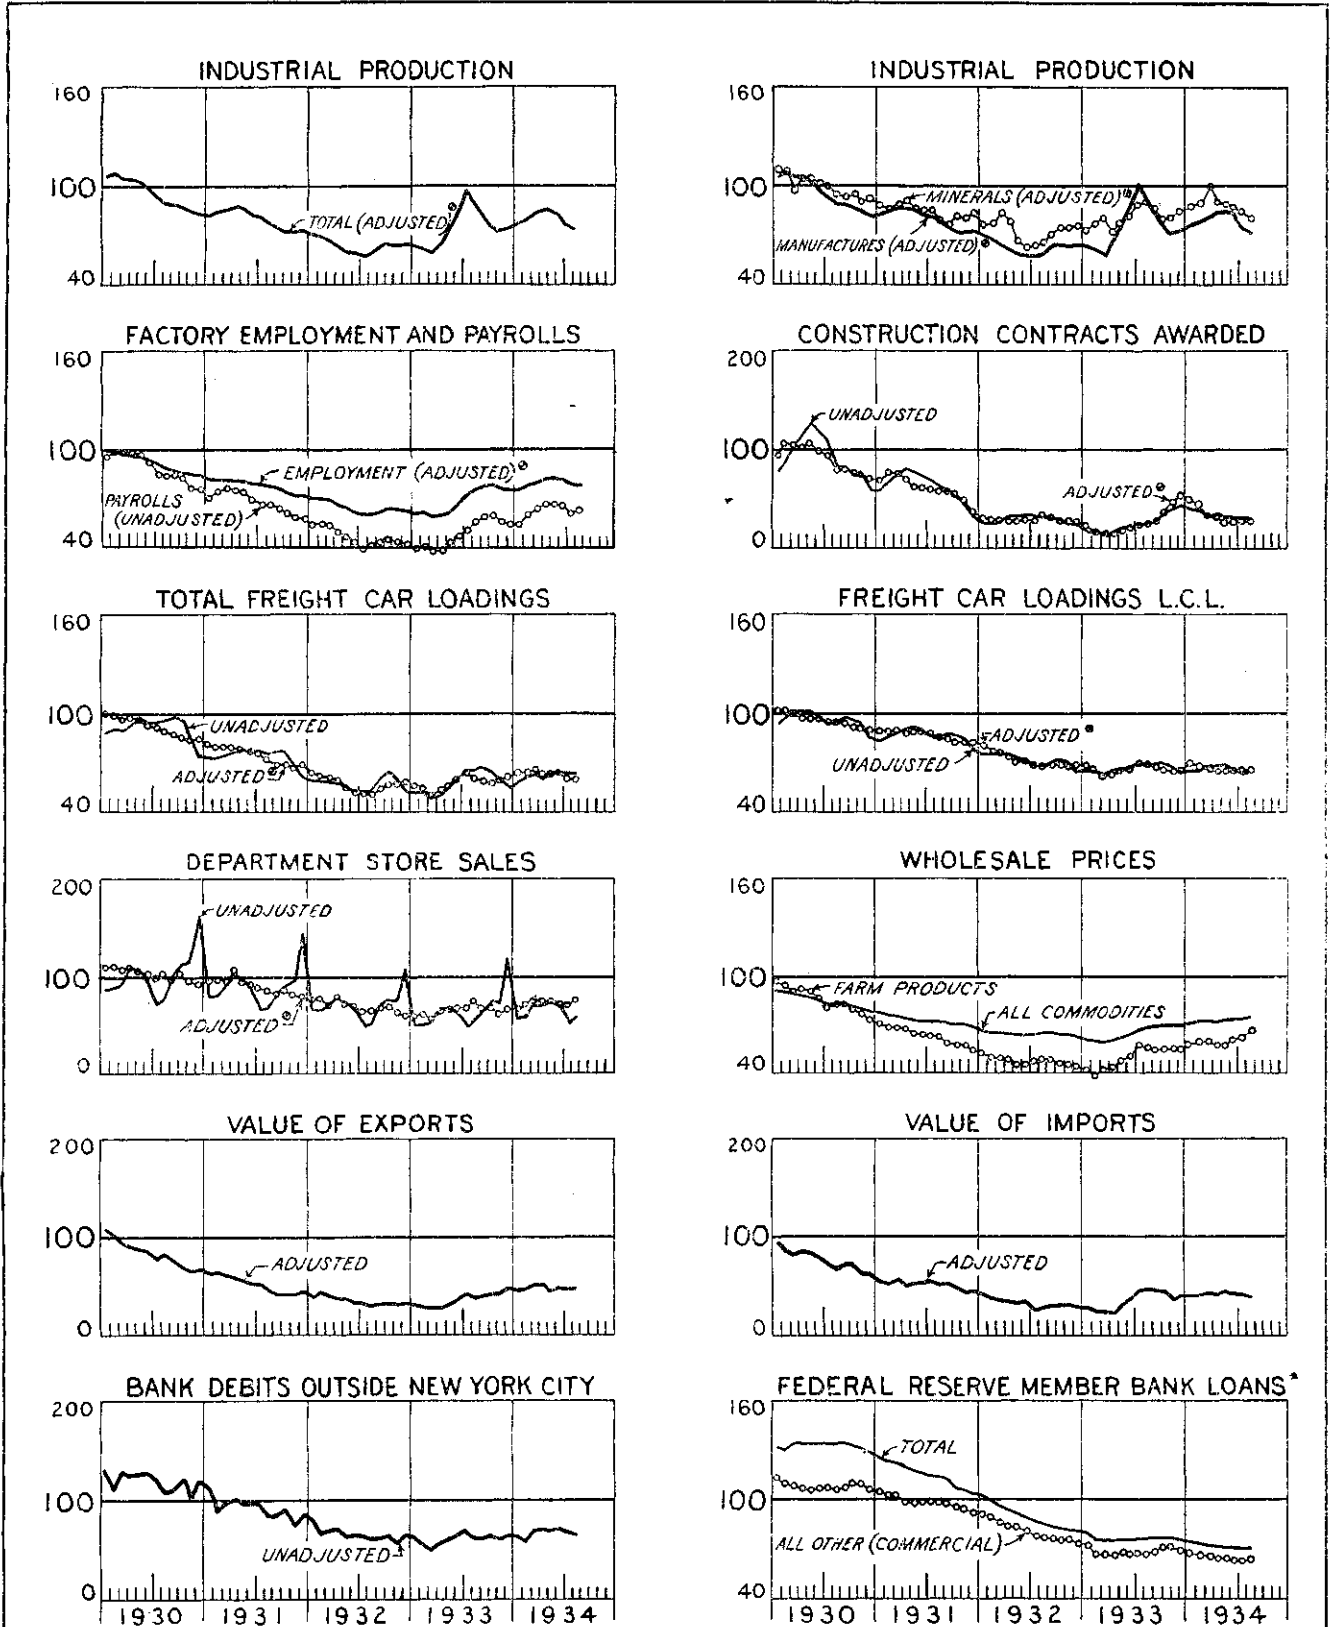 INDUSTRIAL PRODUCTION
160
100
40
TOTAL (ADJUSTED)
INDUSTRIAL PRODUCTION
160
100
40
MINERALS (ADJUSTED)
MANUFACTURES (ADJUSTED)
FACTORY EMPLOYMENT AND PAYROLLS
160
100
40
EMPLOYMENT (ADJUSTED)
PAYROLLS
(UNADJUSTED)
CONSTRUCTION CONTRACTS AWARDED
200
100
0
UNADJUSTED
ADJUSTED
TOTAL FREIGHT CAR LOADINGS
160
100
40
UNADJUSTED
ADJUSTED
FREIGHT CAR LOADINGS L.C.L.
160
100
40
ADJUSTED
UNADJUSTED
DEPARTMENT STORE SALES
200
100
0
UNADJUSTED
ADJUSTED
WHOLESALE PRICES
160
100
40
FARM PRODUCTS
ALL COMMODITIES
VALUE OF EXPORTS
200
100
0
ADJUSTED
VALUE OF IMPORTS
200
100
0
ADJUSTED
BANK DEBITS OUTSIDE NEW YORK CITY
200
100
0
UNADJUSTED
1930 1931 1932 1933 1934
FEDERAL RESERVE MEMBER BANK LOANS
160
100
40
TOTAL
ALL OTHER (COMMERCIAL)
1930 1931 1932 1933 1934